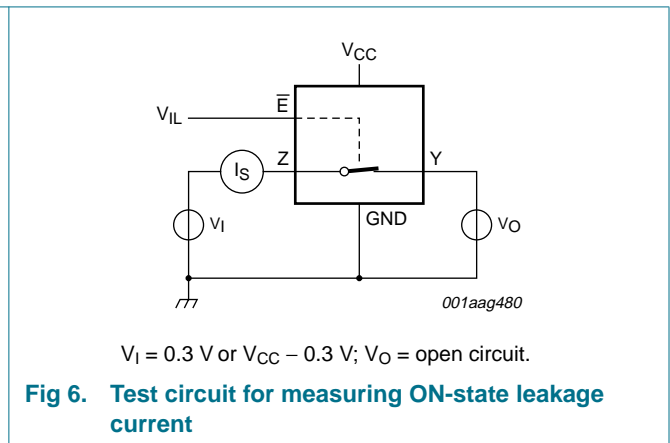 VCC
E̅
VIL
Z
Y
IS
VI
GND
VO
001aag480
VI = 0.3 V or VCC − 0.3 V; VO = open circuit.
Fig 6. Test circuit for measuring ON-state leakage
current